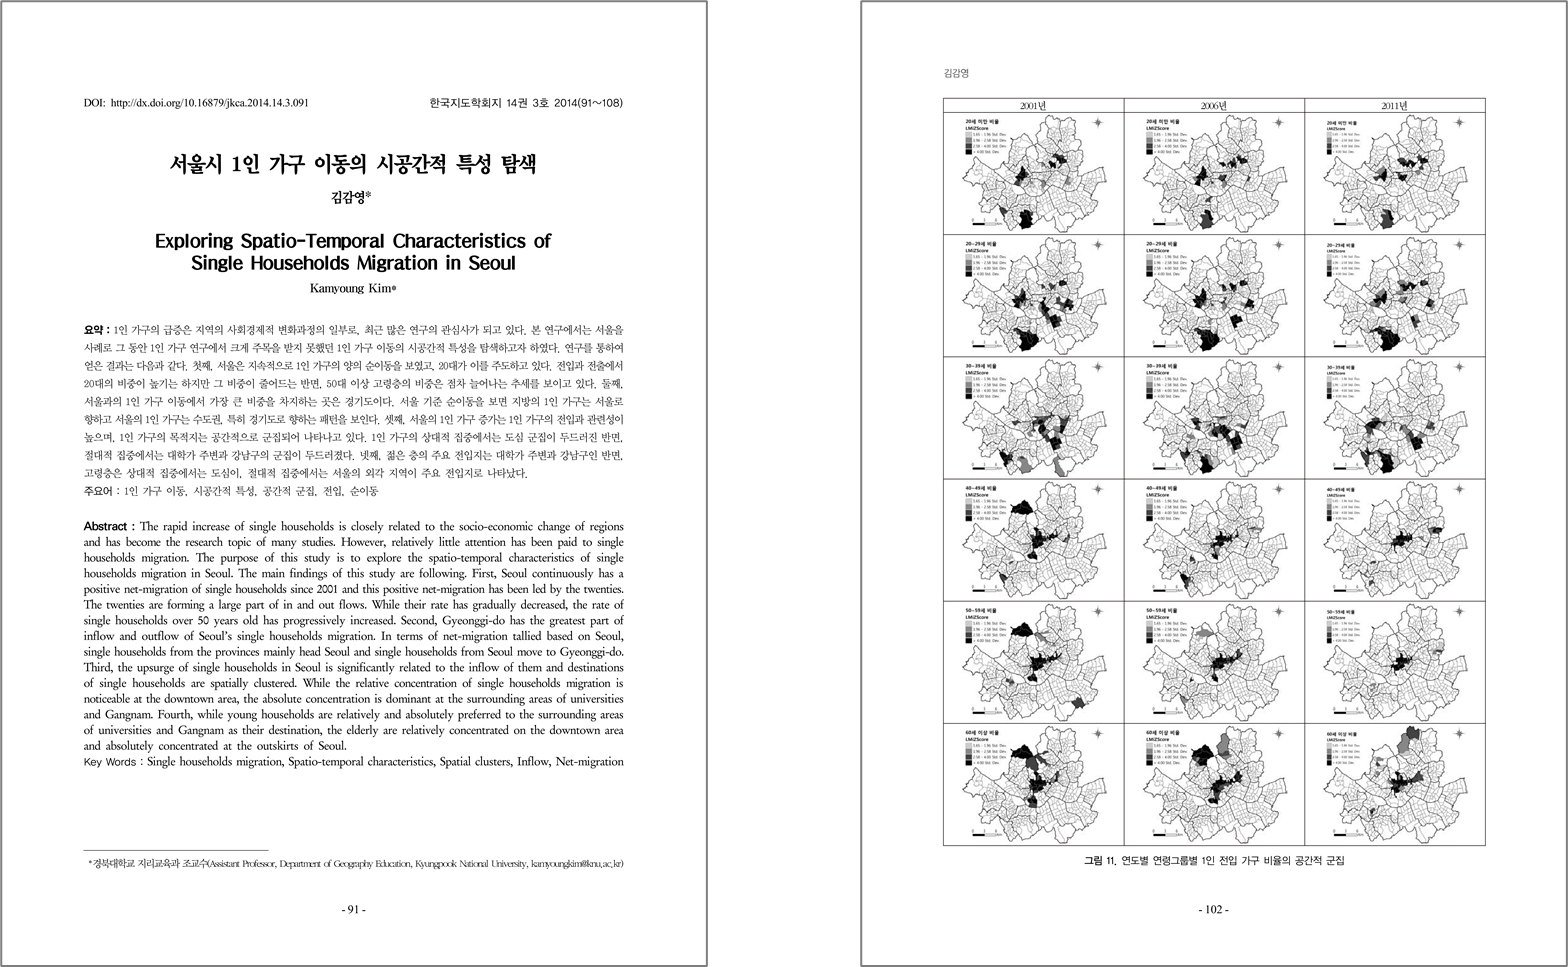 DOI: http://dx.doi.org/10.16879/jkca.2014.14.3.091
한국지도학회지 14권 3호 2014(91~108)
서울시 1인 가구 이동의 시공간적 특성 탐색
김감영*
Exploring Spatio-Temporal Characteristics of
Single Households Migration in Seoul
Kamyoung Kim*
요약 : 1인 가구의 급증은 지역의 사회경제적 변화과정의 일부로, 최근 많은 연구의 관심사가 되고 있다. 본 연구에서는 서울을
사례로 그 동안 1인 가구 연구에서 크게 주목을 받지 못했던 1인 가구 이동의 시공간적 특성을 탐색하고자 하였다. 연구를 통하여
얻은 결과는 다음과 같다. 첫째, 서울은 지속적으로 1인 가구의 양의 순이동을 보였고, 20대가 이를 주도하고 있다. 전입과 전출에서
20대의 비중이 높기는 하지만 그 비중이 줄어드는 반면, 50대 이상 고령층의 비중은 점차 늘어나는 추세를 보이고 있다. 둘째,
서울과의 1인 가구 이동에서 가장 큰 비중을 차지하는 곳은 경기도이다. 서울 기준 순이동을 보면 지방의 1인 가구는 서울로
향하고 서울의 1인 가구는 수도권, 특히 경기도로 향하는 패턴을 보인다. 셋째, 서울의 1인 가구 증가는 1인 가구의 전입과 관련성이
높으며, 1인 가구의 목적지는 공간적으로 군집되어 나타나고 있다. 1인 가구의 상대적 집중에서는 도심 군집이 두드러진 반면,
절대적 집중에서는 대학가 주변과 강남구의 군집이 두드러졌다. 넷째, 젊은 층의 주요 전입지는 대학가 주변과 강남구인 반면,
고령층은 상대적 집중에서는 도심이, 절대적 집중에서는 서울의 외각 지역이 주요 전입지로 나타났다.
주요어 : 1인 가구 이동, 시공간적 특성, 공간적 군집, 전입, 순이동
Abstract : The rapid increase of single households is closely related to the socio-economic change of regions
and has become the research topic of many studies. However, relatively little attention has been paid to single
households migration. The purpose of this study is to explore the spatio-temporal characteristics of single
households migration in Seoul. The main findings of this study are following. First, Seoul continuously has a
positive net-migration of single households since 2001 and this positive net-migration has been led by the twenties.
The twenties are forming a large part of in and out flows. While their rate has gradually decreased, the rate of
single households over 50 years old has progressively increased. Second, Gyeonggi-do has the greatest part of
inflow and outflow of Seoul's single households migration. In terms of net-migration tallied based on Seoul,
single households from the provinces mainly head Seoul and single households from Seoul move to Gyeonggi-do.
Third, the upsurge of single households in Seoul is significantly related to the inflow of them and destinations
of single households are spatially clustered. While the relative concentration of single households migration is
noticeable at the downtown area, the absolute concentration is dominant at the surrounding areas of universities
and Gangnam. Fourth, while young households are relatively and absolutely preferred to the surrounding areas
of universities and Gangnam as their destination, the elderly are relatively concentrated on the downtown area
and absolutely concentrated at the outskirts of Seoul.
Key Words : Single households migration, Spatio-temporal characteristics, Spatial clusters, Inflow, Net-migration
*경북대학교 지리교육과 조교수(Assistant Professor, Department of Geography Education, Kyungpook National University, kamyoungkim@knu.ac.kr)
- 91 -
김감영
2001년 2006년 2011년
20세 미만 비율 20세 미만 비율 20세 미만 비율
LMiZScore LMiZScore LMiZScore
20-29세 비율 20-29세 비율 20-29세 비율
LMiZScore LMiZScore LMiZScore
30-39세 비율 30-39세 비율 30-39세 비율
LMiZScore LMiZScore LMiZScore
40-49세 비율 40-49세 비율 40-49세 비율
LMiZScore LMiZScore LMiZScore
50-59세 비율 50-59세 비율 50-59세 비율
LMiZScore LMiZScore LMiZScore
60세 이상 비율 60세 이상 비율 60세 이상 비율
LMiZScore LMiZScore LMiZScore
그림 11. 연도별 연령그룹별 1인 전입 가구 비율의 공간적 군집
- 102 -